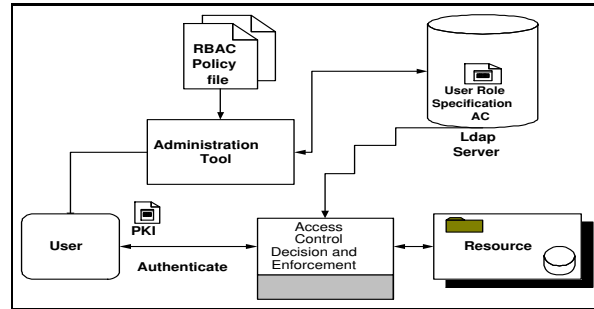 RBAC
Policy
file
User Role
Specification
AC
Ldap
Server
Administration
Tool
PKI
User
Authenticate
Access
Control
Decision and
Enforcement
Resource